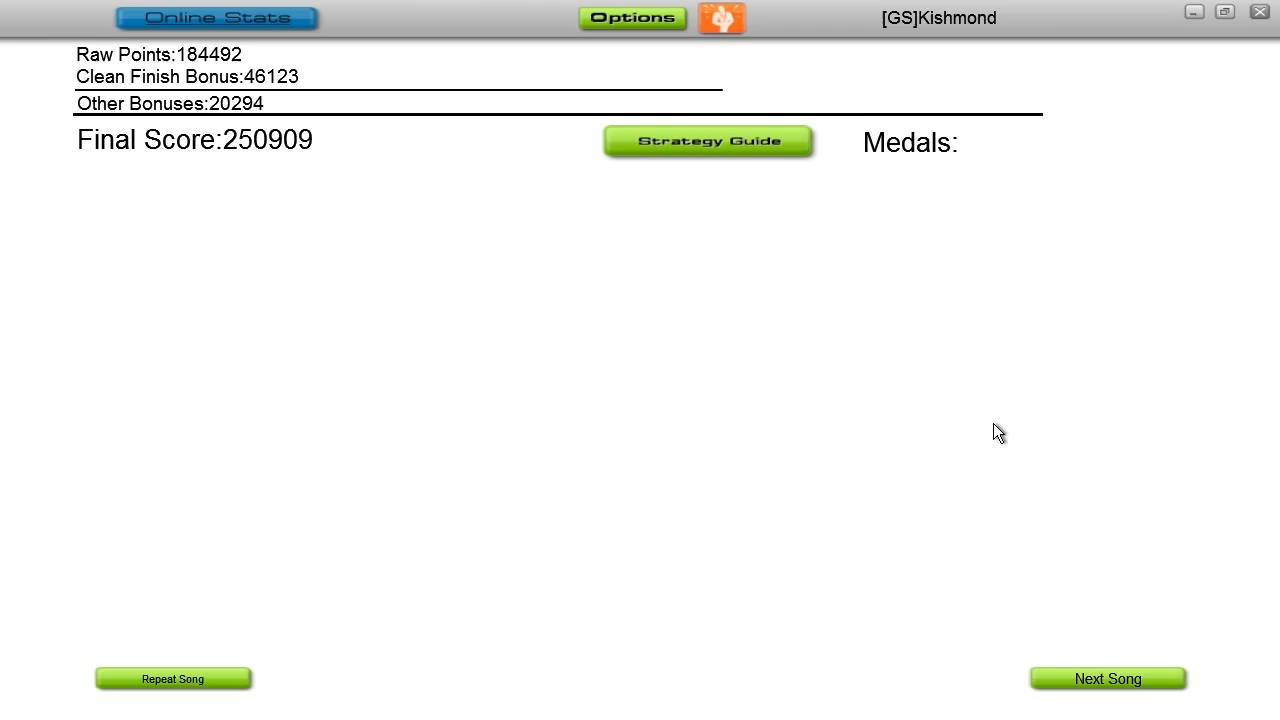 Online Stats
Options
[GS]Kishmond
Raw Points:184492
Clean Finish Bonus:46123
Other Bonuses:20294
Final Score:250909
Strategy Guide
Medals:
Repeat Song
Next Song